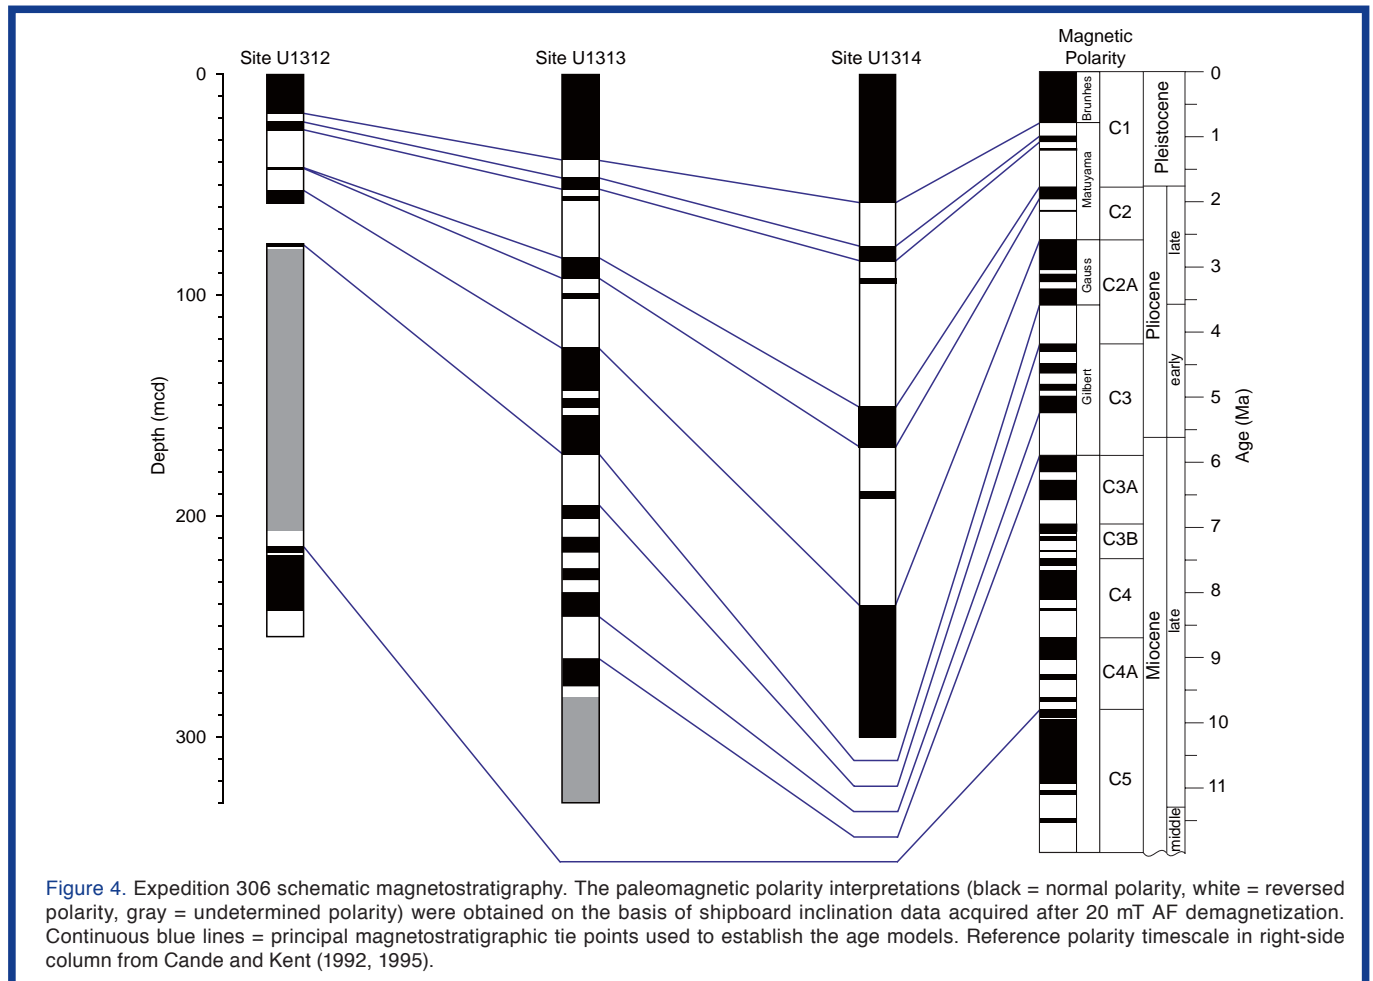 Magnetic
Polarity
Site U1312
Site U1313
Site U1314
0
100
200
300
Depth (mcd)
Brunhes
Matuyama
Gauss
Gilbert
C1
C2
C2A
C3
C3A
C3B
C4
C4A
C5
Pleistocene
Pliocene
Miocene
late
early
late
middle
0
1
2
3
4
5
6
7
8
9
10
11
Age (Ma)
Figure 4. Expedition 306 schematic magnetostratigraphy. The paleomagnetic polarity interpretations (black = normal polarity, white = reversed
polarity, gray = undetermined polarity) were obtained on the basis of shipboard inclination data acquired after 20 mT AF demagnetization.
Continuous blue lines = principal magnetostratigraphic tie points used to establish the age models. Reference polarity timescale in right-side
column from Cande and Kent (1992, 1995).